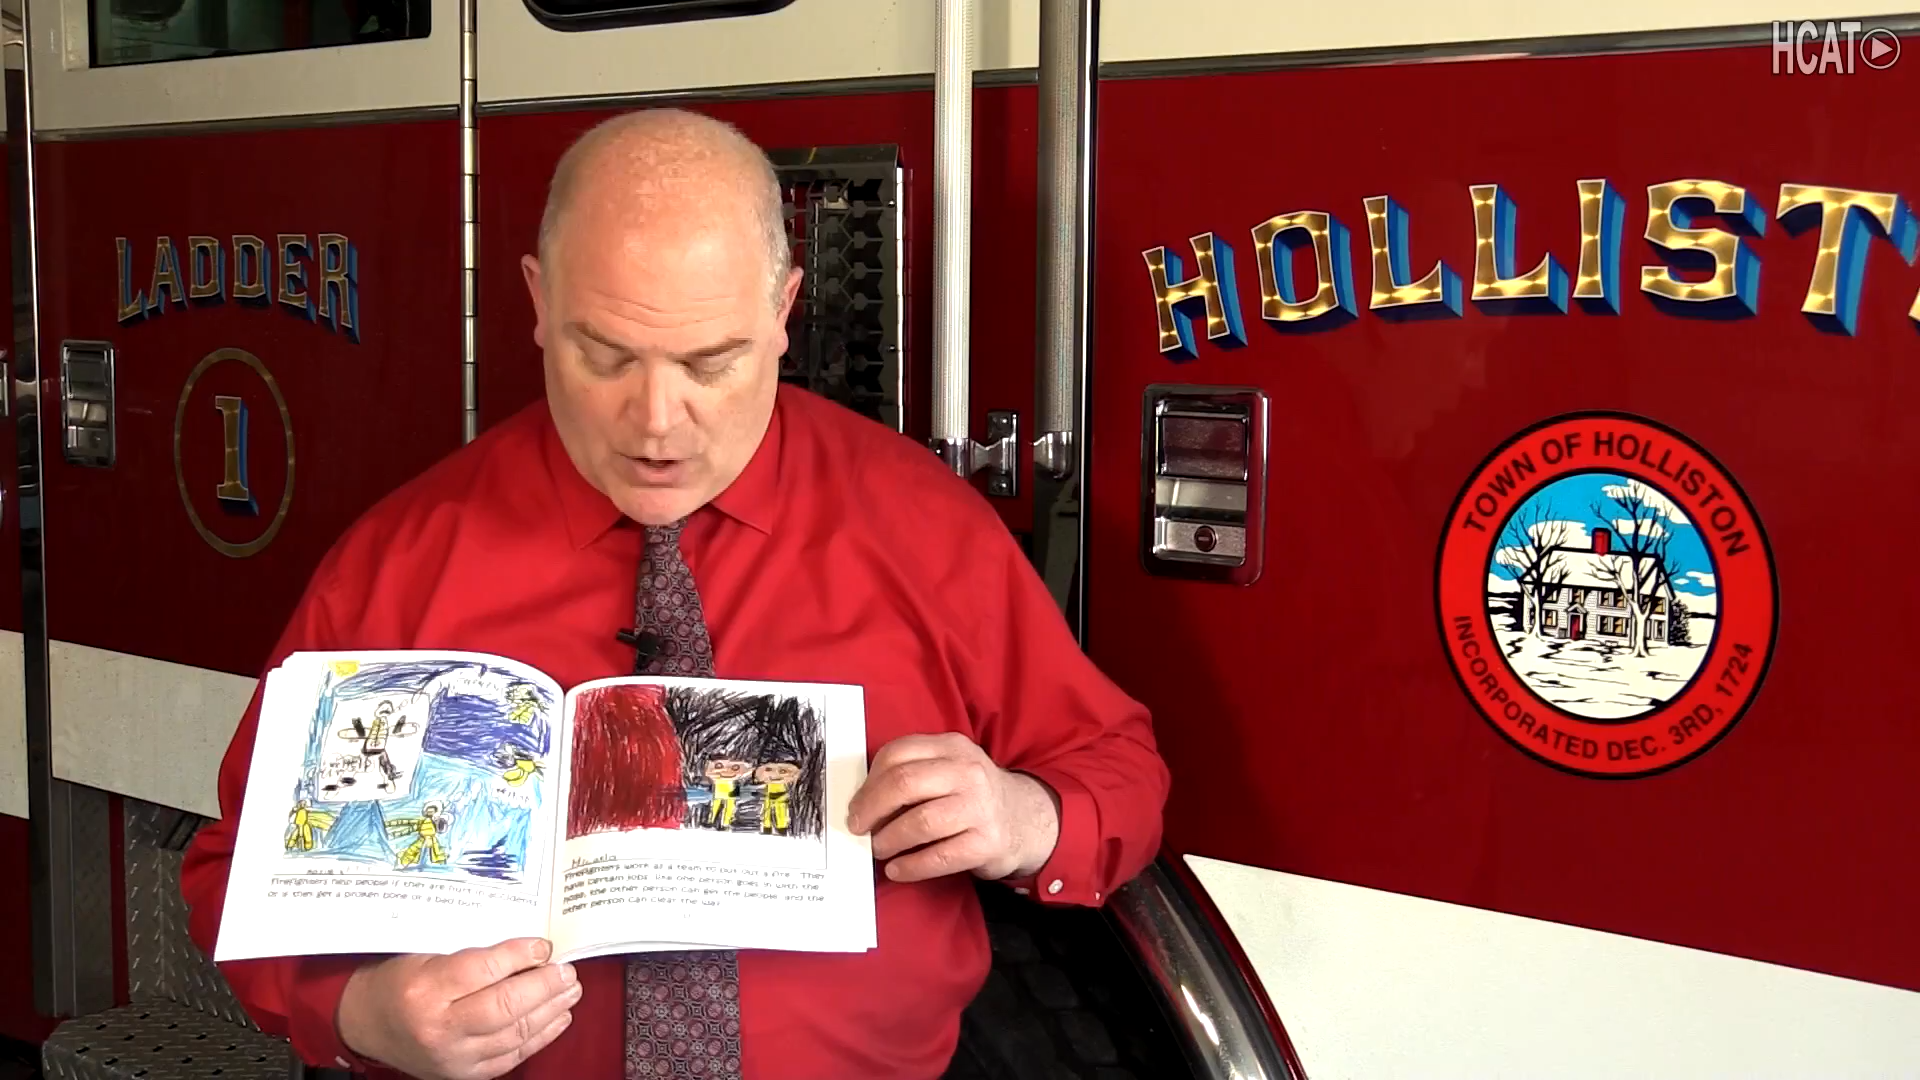 HCAT
LADDER
1
HOLLIST
TOWN OF HOLLISTON
INCORPORATED DEC. 3RD, 1724
Firefighters help people if they are hurt in accidents
or if they get a broken bone or a bad burn.
Micaela
Firefighters work as a team to put out a fire. They
have certain jobs, like one person goes in with the
hose, the other person can get the people, and the
other person can clear the way.